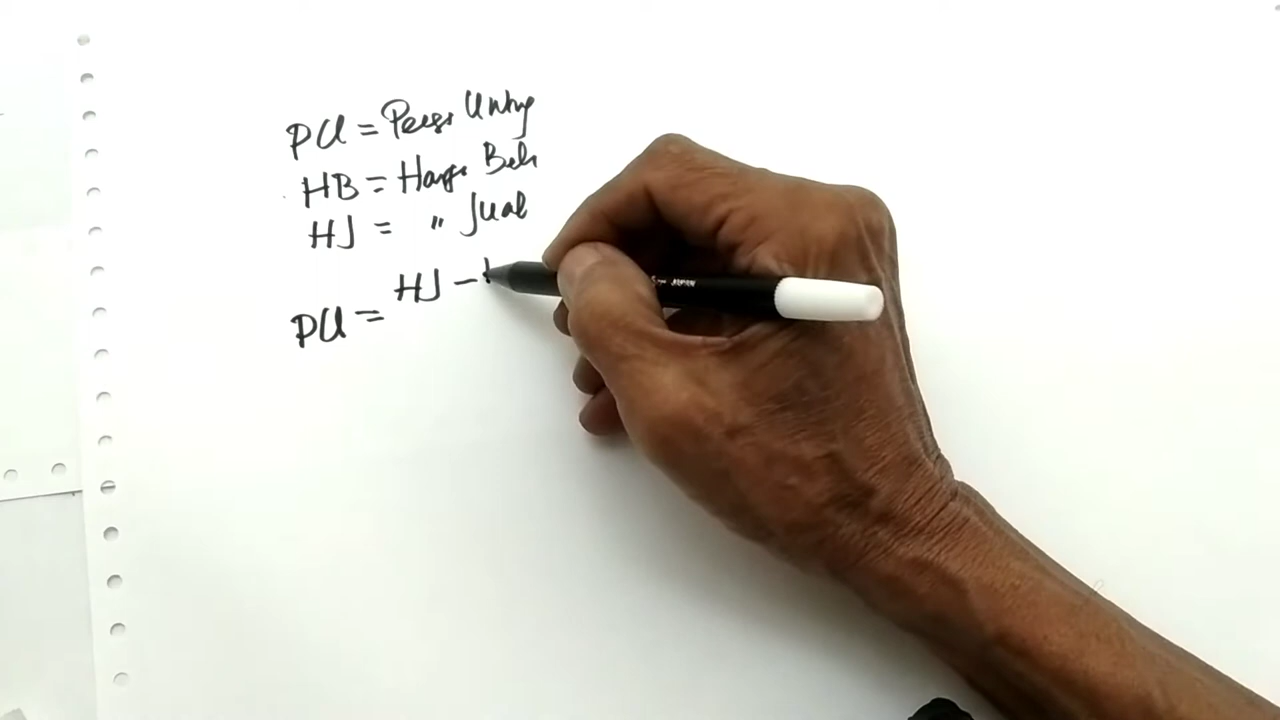 PU = Persen Untung
HB = Harga Beli
HJ = " Jual
PU = HJ -